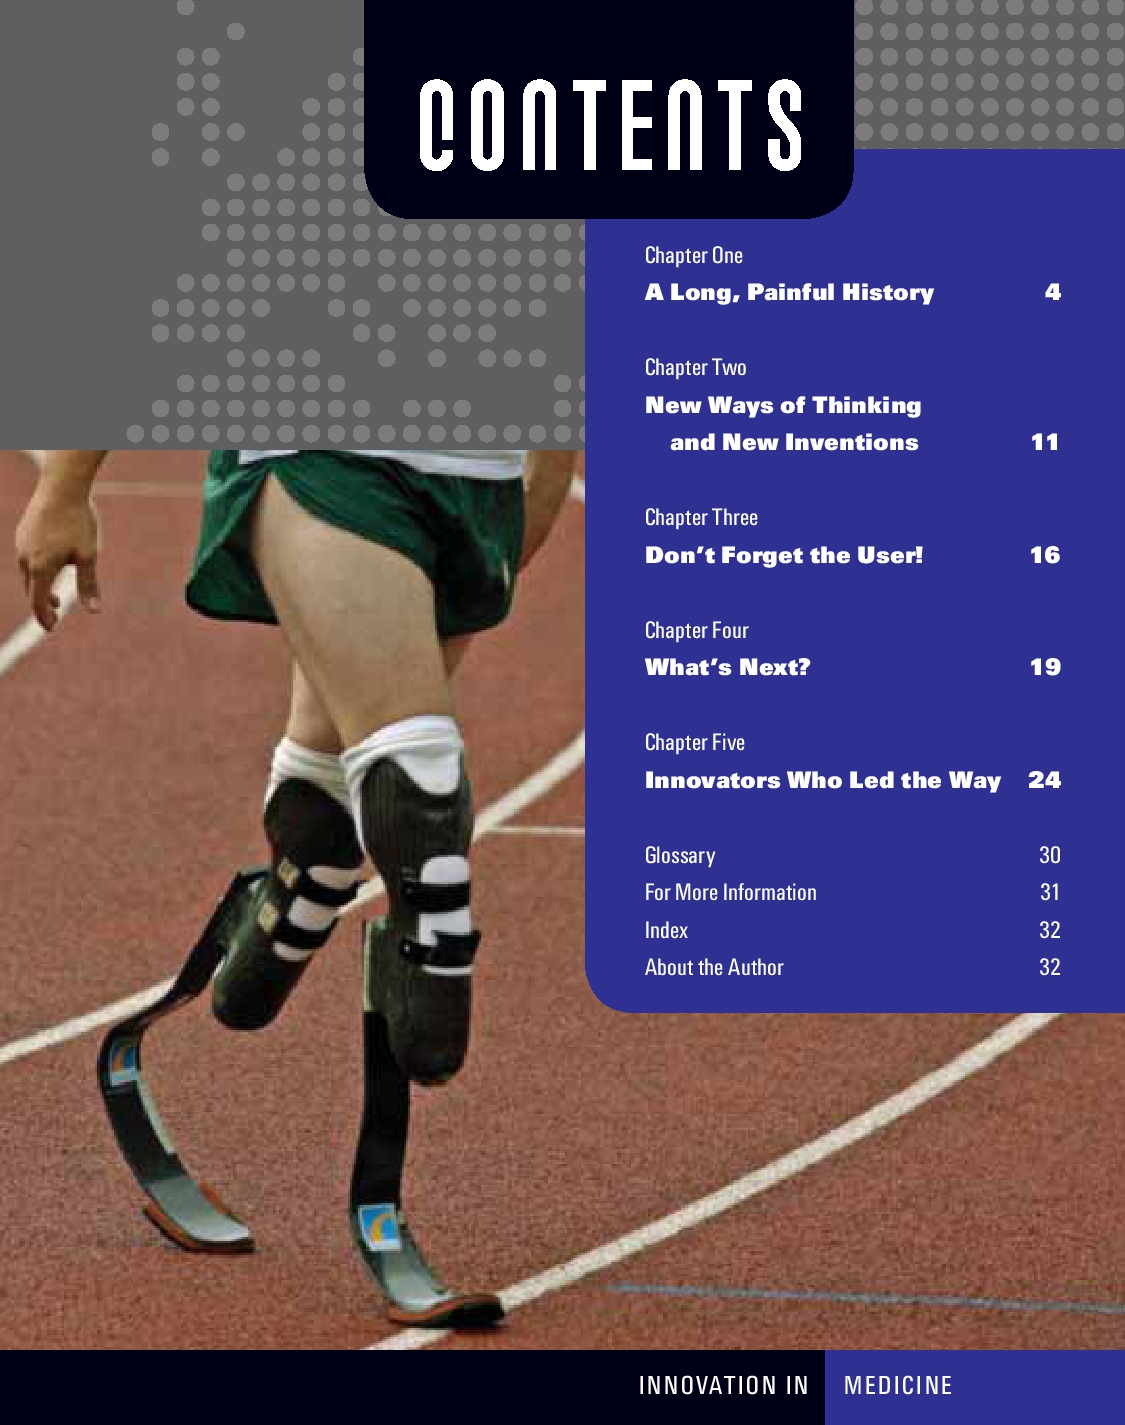 CONTENTS
Chapter One
A Long, Painful History 4
Chapter Two
New Ways of Thinking
and New Inventions 11
Chapter Three
Don't Forget the User! 16
Chapter Four
What's Next? 19
Chapter Five
Innovators Who Led the Way 24
Glossary 30
For More Information 31
Index 32
About the Author 32
INNOVATION IN MEDICINE